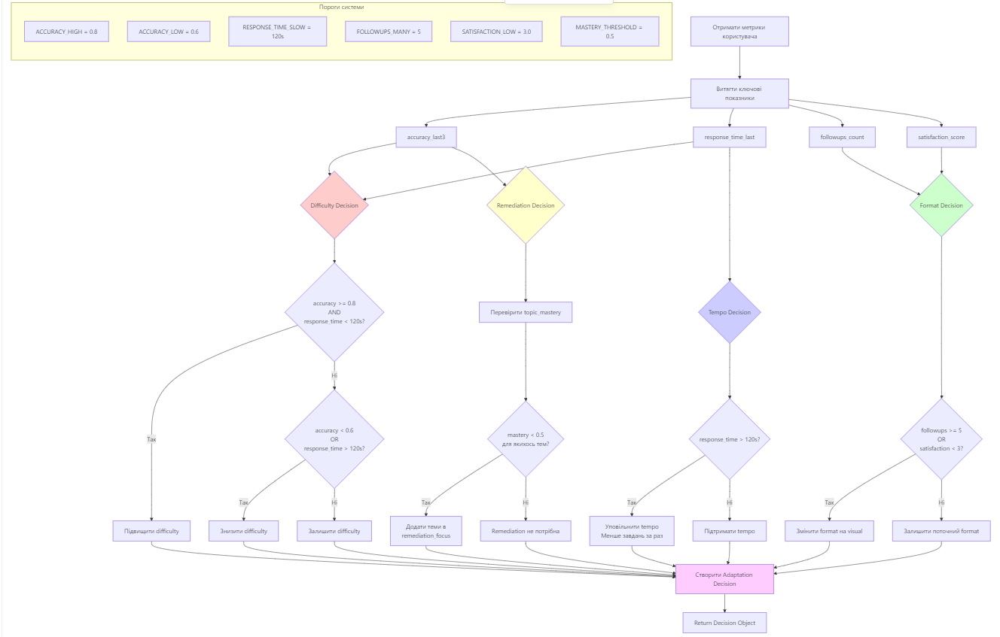 Пороги системи
ACCURACY_HIGH = 0.8
ACCURACY_LOW = 0.6
RESPONSE_TIME_SLOW =
120s
FOLLOWUPS_MANY = 5
SATISFACTION_LOW = 3.0
MASTERY_THRESHOLD =
0.5
Отримати метрики
користувача
Витягти ключові
показники
accuracy_last3
response_time_last
followups_count
satisfaction_score
Difficulty Decision
Remediation Decision
Format Decision
accuracy >= 0.8
AND
response_time < 120s?
Перевірити topic_mastery
Tempo Decision
Ні
accuracy < 0.6
OR
response_time > 120s?
mastery < 0.5
для якихось тем?
response_time > 120s?
followups >= 5
OR
satisfaction < 3?
Так
Так
Ні
Так
Ні
Так
Ні
Так
Ні
Підвищити difficulty
Знизити difficulty
Залишити difficulty
Додати теми в
remediation_focus
Remediation не потрібна
Уповільнити тempo
Менше завдань за раз
Підтримати tempo
Змінити format на visual
Залишити поточний format
Створити Adaptation
Decision
Return Decision Object